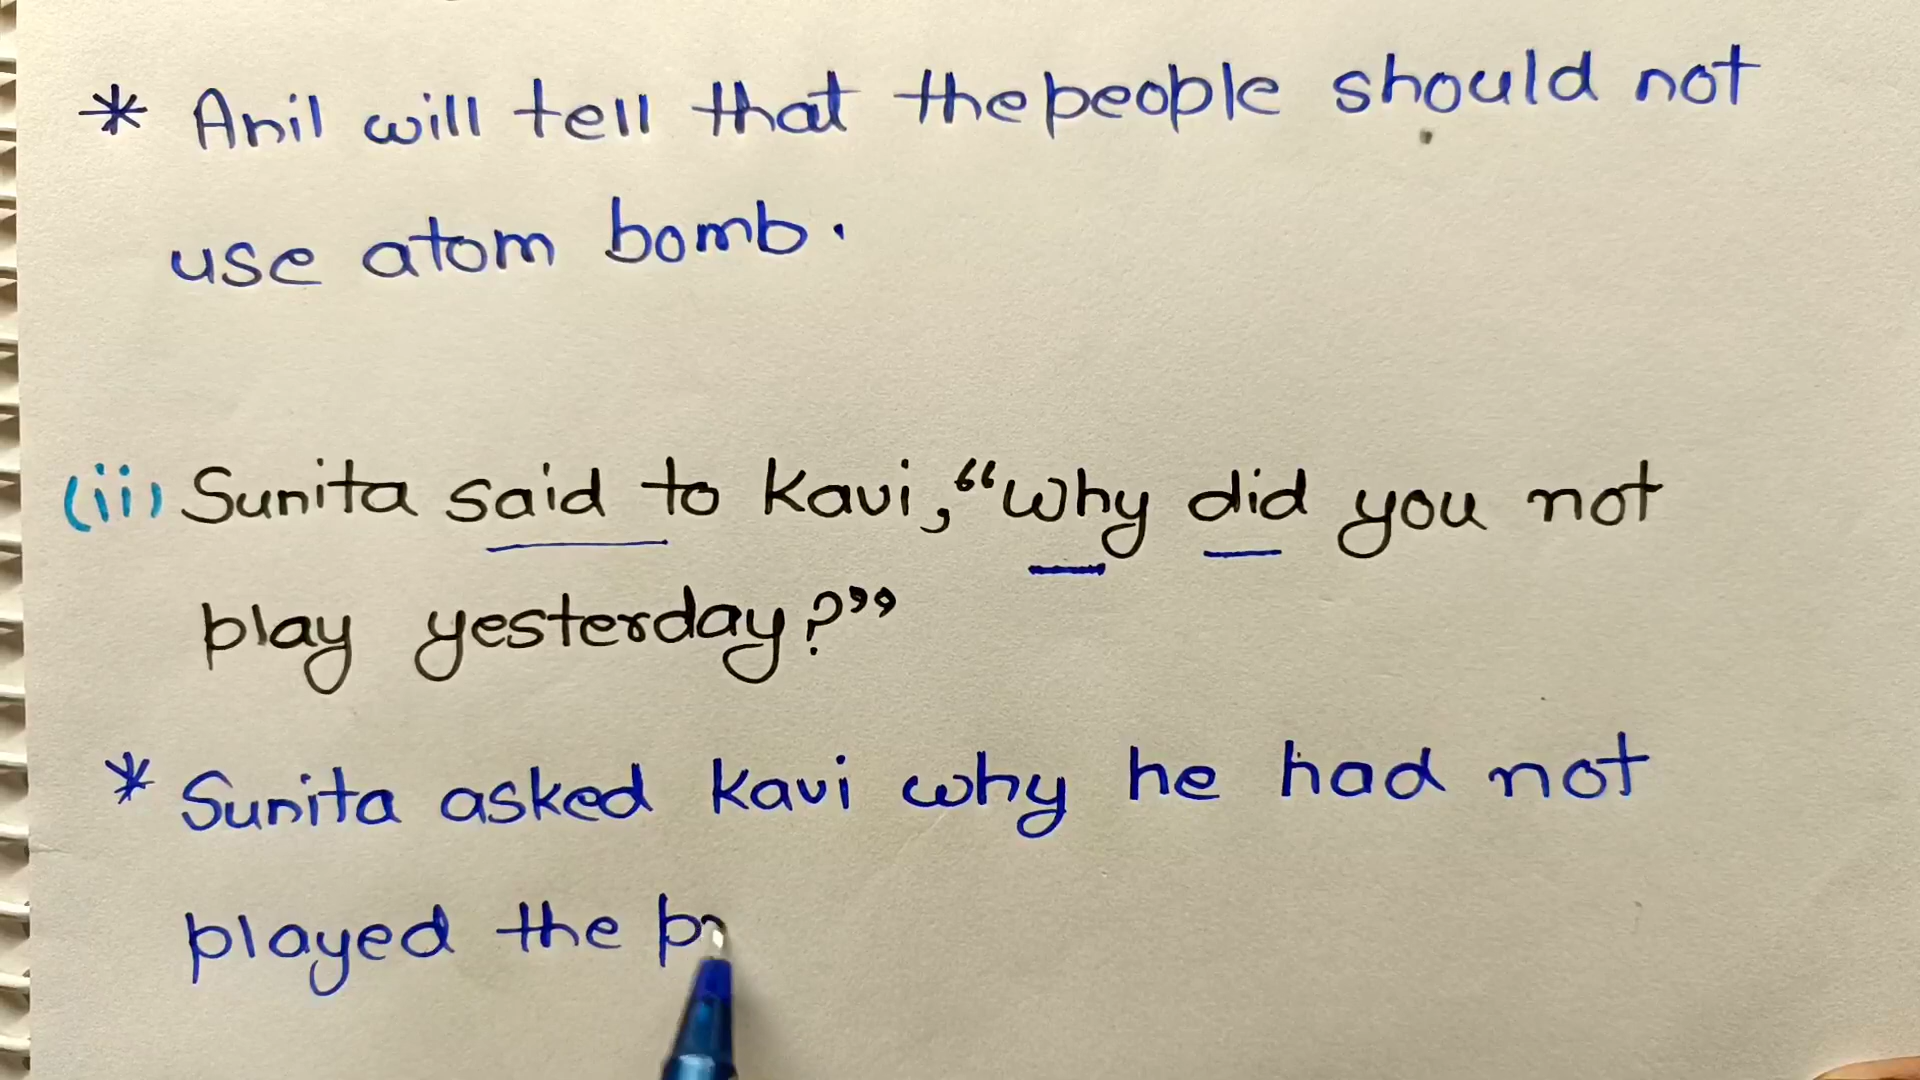 * Anil will tell that the people should not
use atom bomb.
(ii) Sunita said to Kavi, “Why did you not
play yesterday?”
* Sunita asked Kavi why he had not
played the